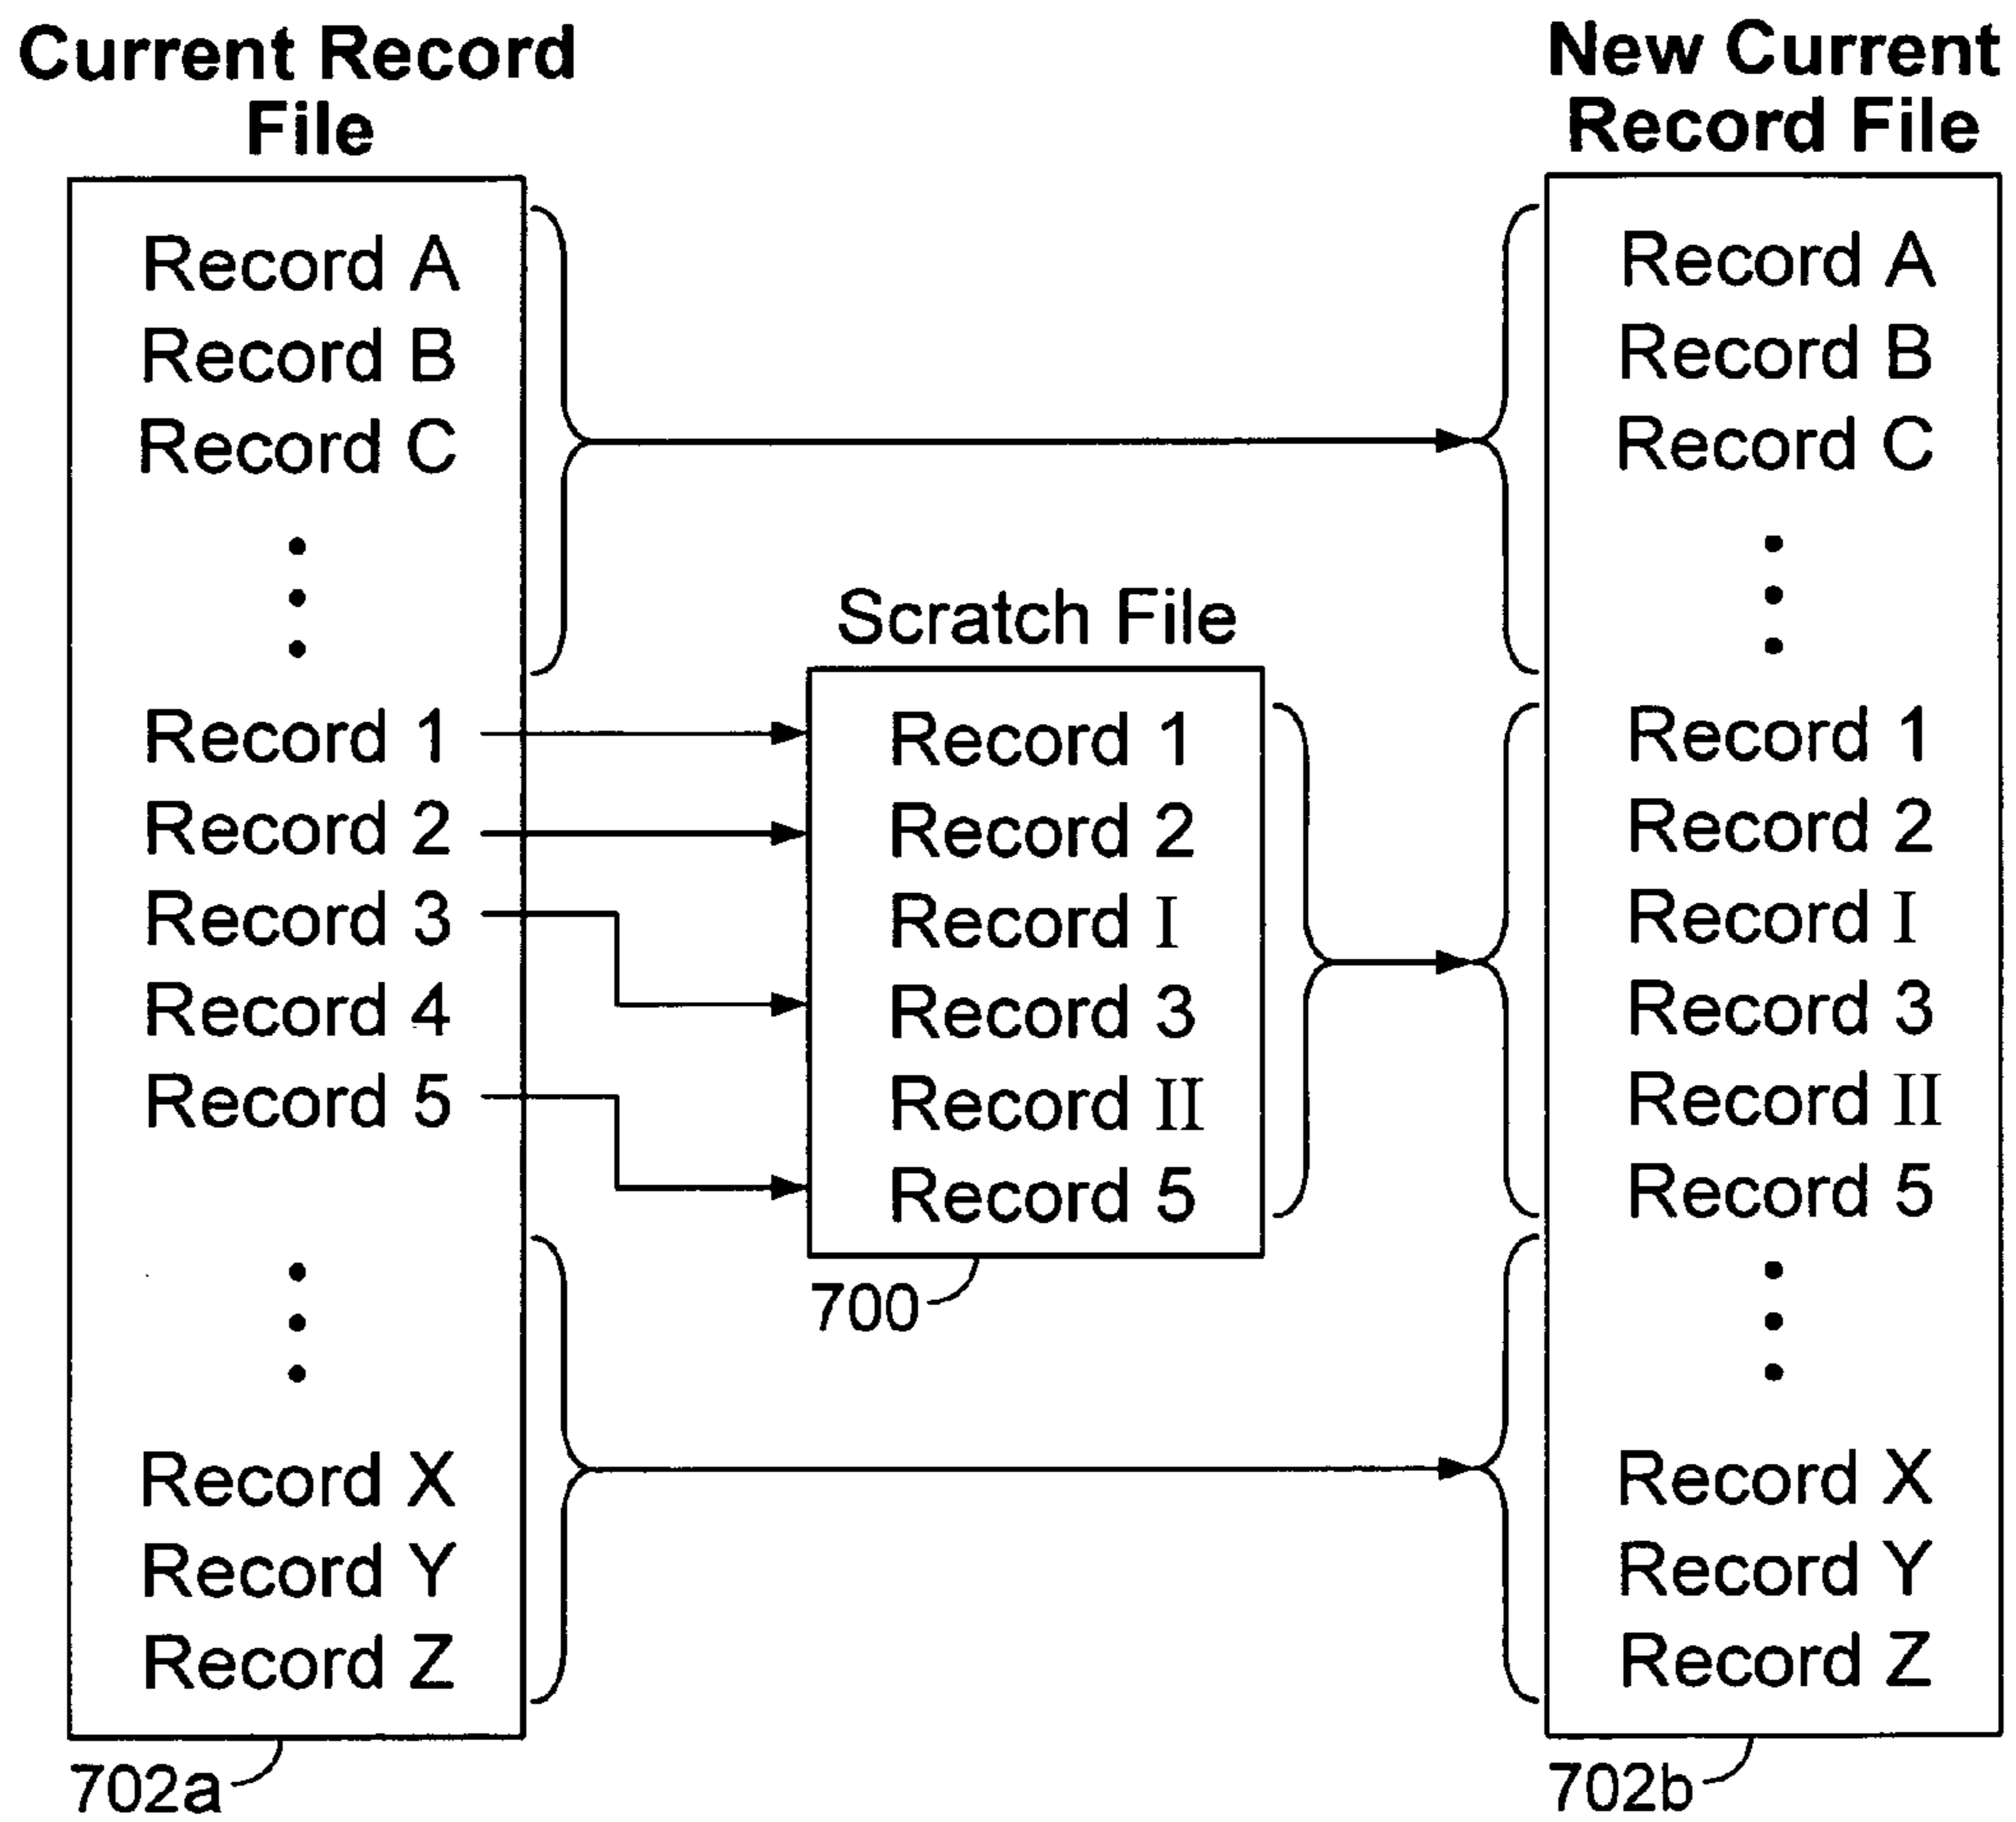 Current Record
File
Record A
Record B
Record C
Record 1
Record 2
Record 3
Record 4
Record 5
Record X
Record Y
Record Z
702a
Scratch File
Record 1
Record 2
Record I
Record 3
Record II
Record 5
700
New Current
Record File
Record A
Record B
Record C
Record 1
Record 2
Record I
Record 3
Record II
Record 5
Record X
Record Y
Record Z
702b